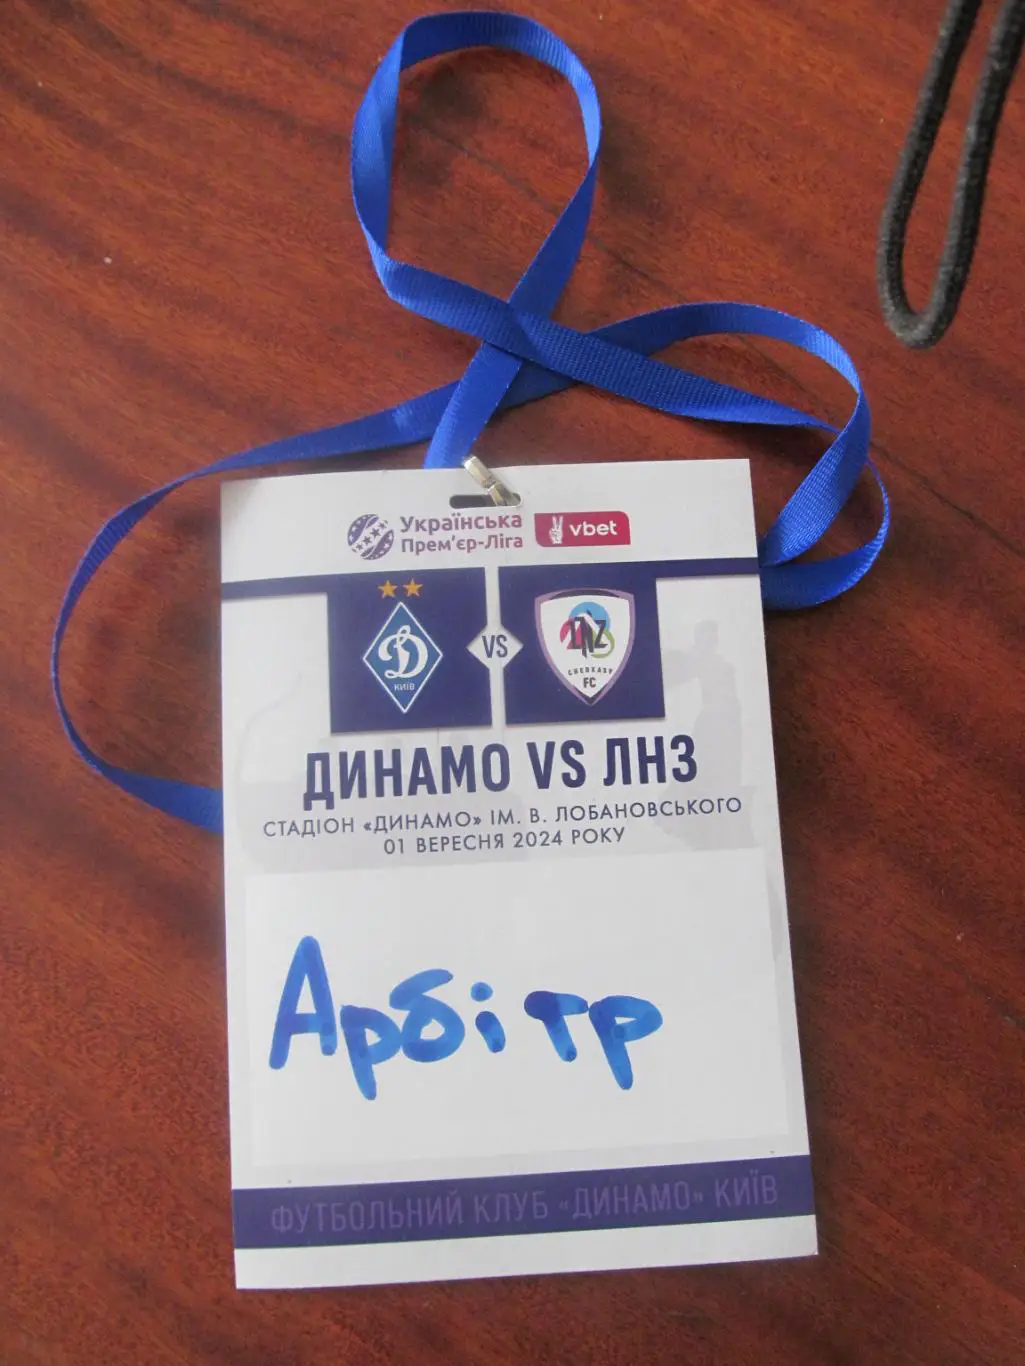 Українська
Прем'єр-Ліга
vbet
Д
КИЇВ
VS
LNZ
CHERKASY
FC
ДИНАМО VS ЛНЗ
СТАДІОН «ДИНАМО» ІМ. В. ЛОБАНОВСЬКОГО
01 ВЕРЕСНЯ 2024 РОКУ
Арбітр
ФУТБОЛЬНИЙ КЛУБ «ДИНАМО» КИЇВ